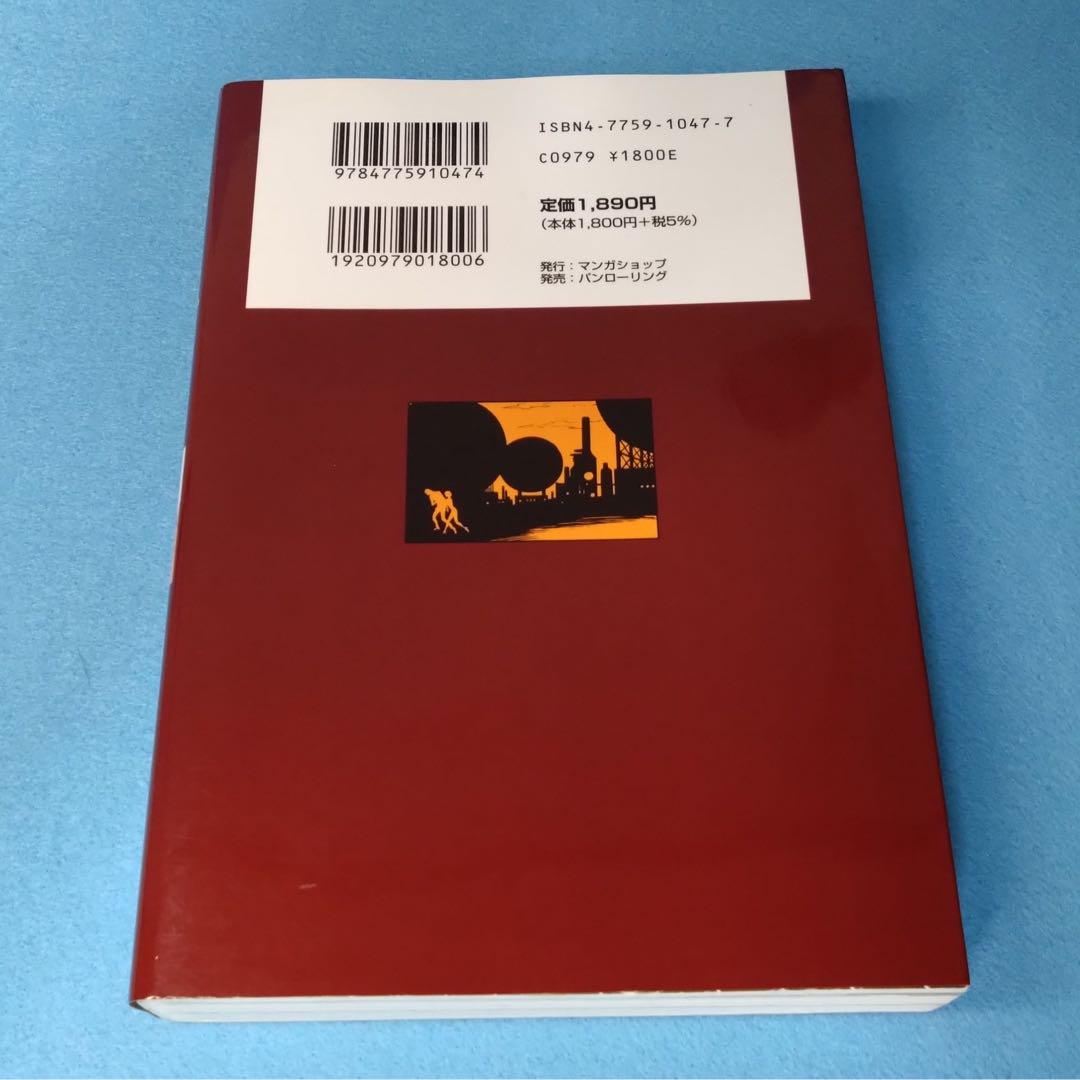 ISBN4-7759-1047-7
C0979 ¥1800E
9784775910474
定価1,890円
(本体1,800円+税5%)
1920979018006
発行：マンガショップ
発売：パンローリング